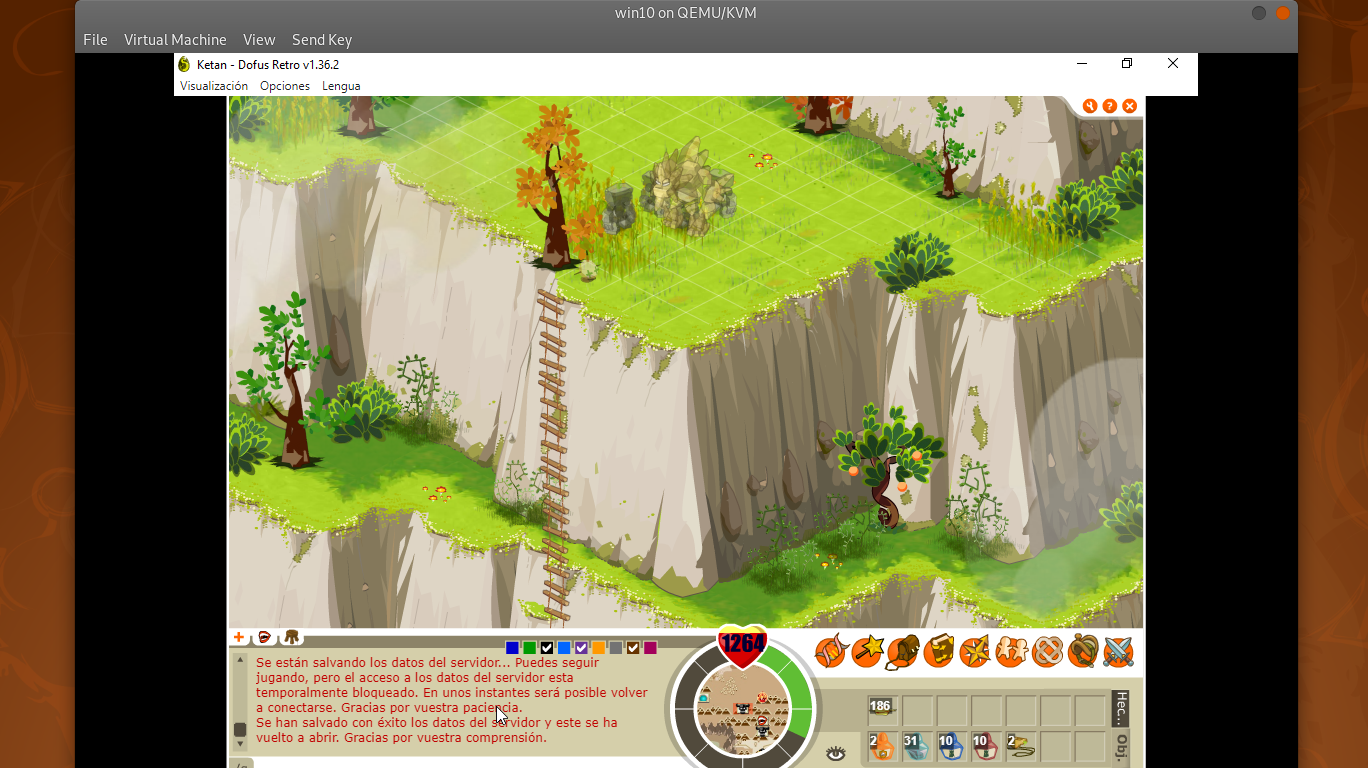 win10 on QEMU/KVM
File Virtual Machine View Send Key
Ketan - Dofus Retro v1.36.2
Visualización Opciones Lengua
?
1264
Se están salvando los datos del servidor... Puedes seguir
jugando, pero el acceso a los datos del servidor esta
temporalmente bloqueado. En unos instantes será posible volver
a conectarse. Gracias por vuestra paciencia.
Se han salvado con éxito los datos del servidor y este se ha
vuelto a abrir. Gracias por vuestra comprensión.
186
Hec...
2 31 10 10 2
Obj.